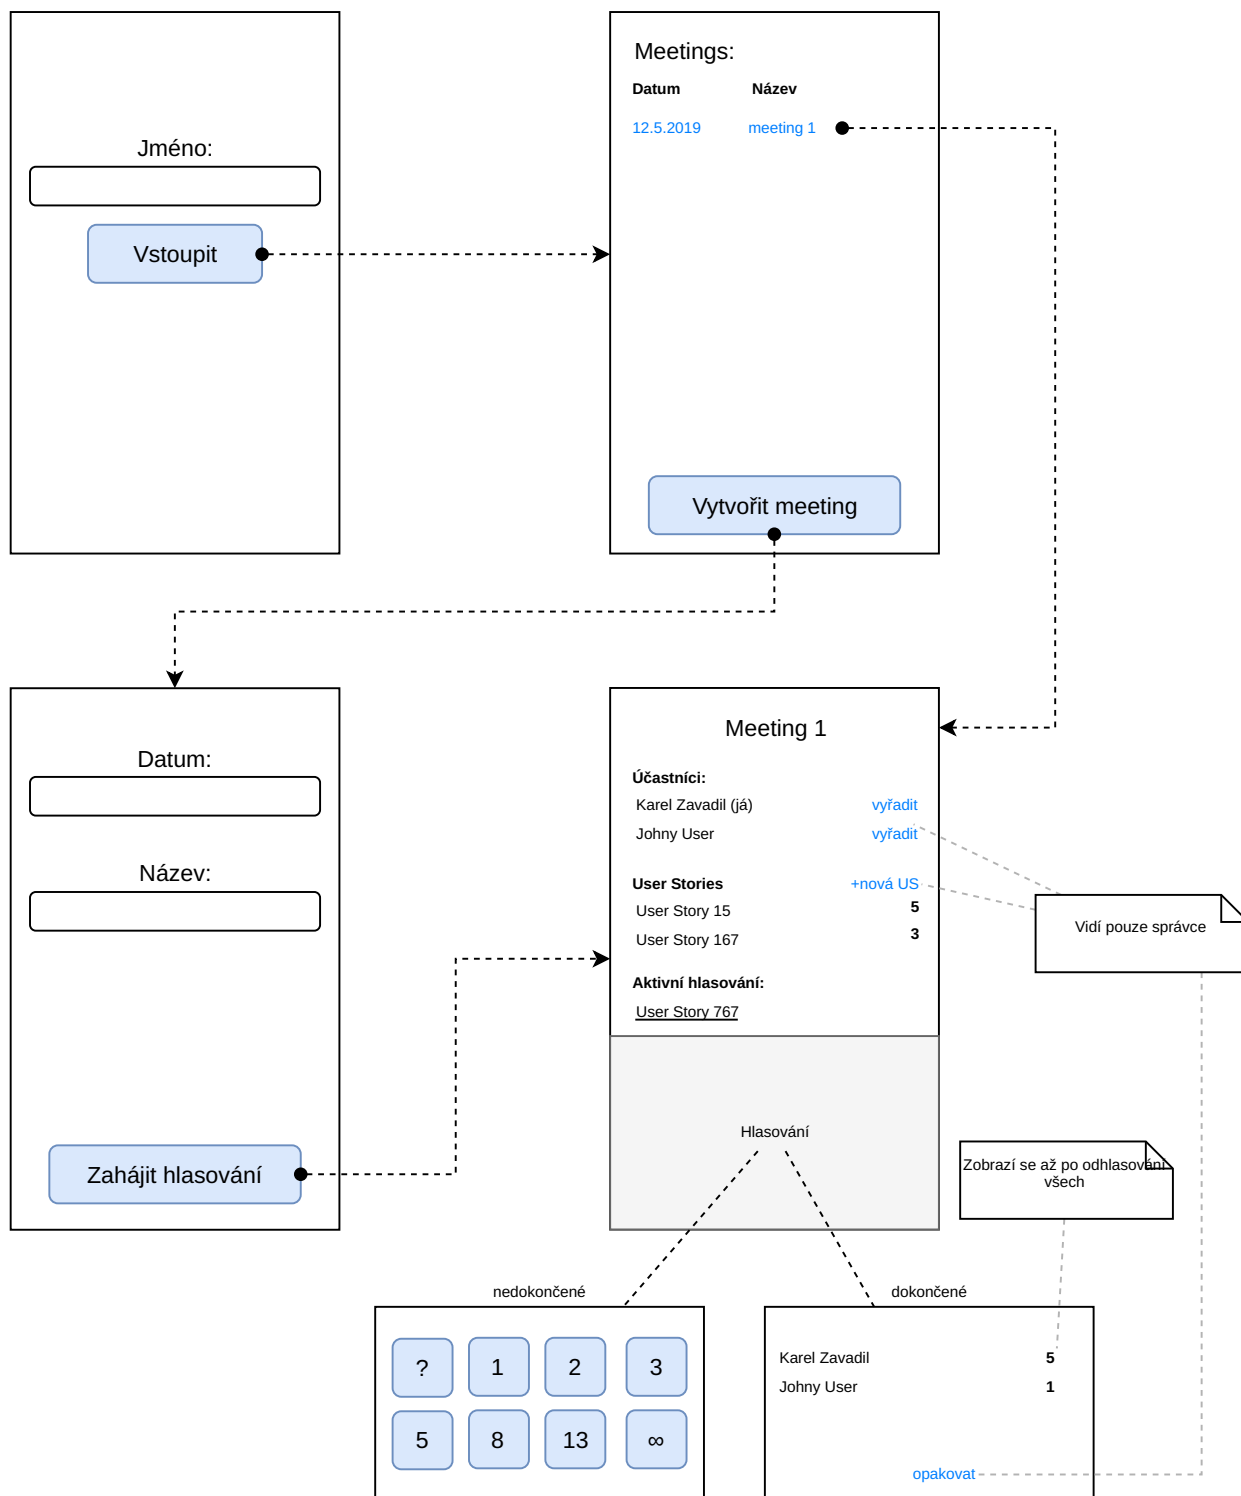 Jméno:
Vstoupit
Meetings:
Datum Název
12.5.2019 meeting 1
Vytvořit meeting
Datum:
Název:
Zahájit hlasování
Meeting 1
Účastníci:
Karel Zavadil (já) vyřadit
Johny User vyřadit
User Stories +nová US
User Story 15 5
User Story 167 3
Aktivní hlasování:
User Story 767
Hlasování
Vidí pouze správce
Zobrazí se až po odhlasování
všech
nedokončené
? 1 2 3
5 8 13 ∞
dokončené
Karel Zavadil 5
Johny User 1
opakovat